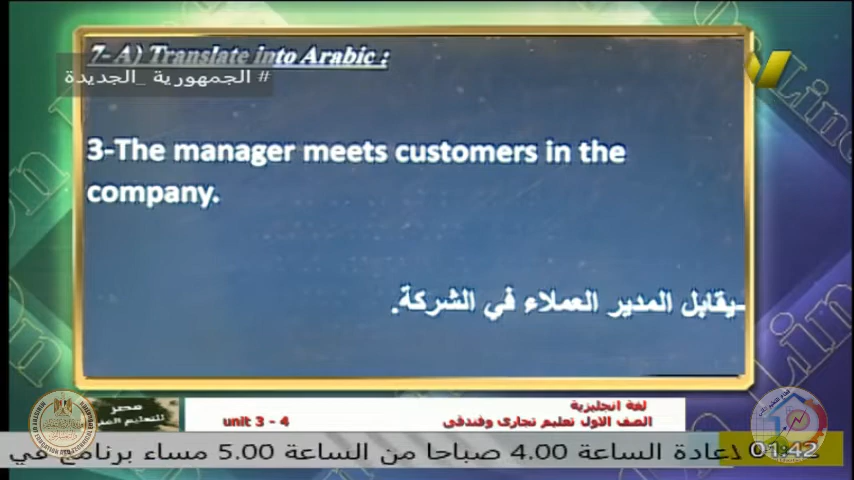 7- A) Translate into Arabic :
# الجمهورية _الجديدة
3-The manager meets customers in the
company.
-يقابل المدير العملاء في الشركة.
لغة انجليزية
الصف الاول تعليم تجارى وفندقى
unit 3 - 4
مصر
للتعليم
لاعادة الساعة 4.00 صباحا من الساعة 5.00 مساء برنامج في
01:42